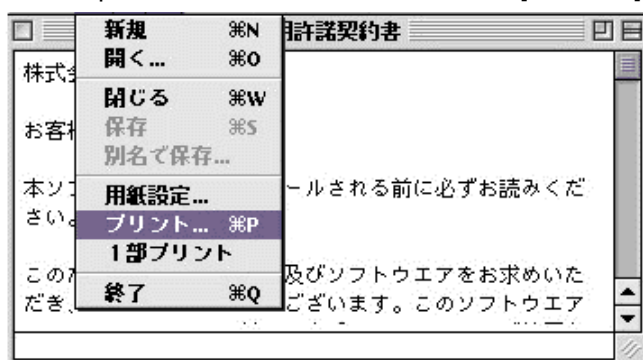 新規 ⌘N
用許諾契約書
開く... ⌘O
株式会
閉じる ⌘W
お客様
保存 ⌘S
別名で保存...
本ソフ
用紙設定...
ールされる前に必ずお読みくだ
さい。
プリント... ⌘P
1部プリント
このた
及びソフトウエアをお求めいた
だき、
終了 ⌘Q
ございます。このソフトウエア